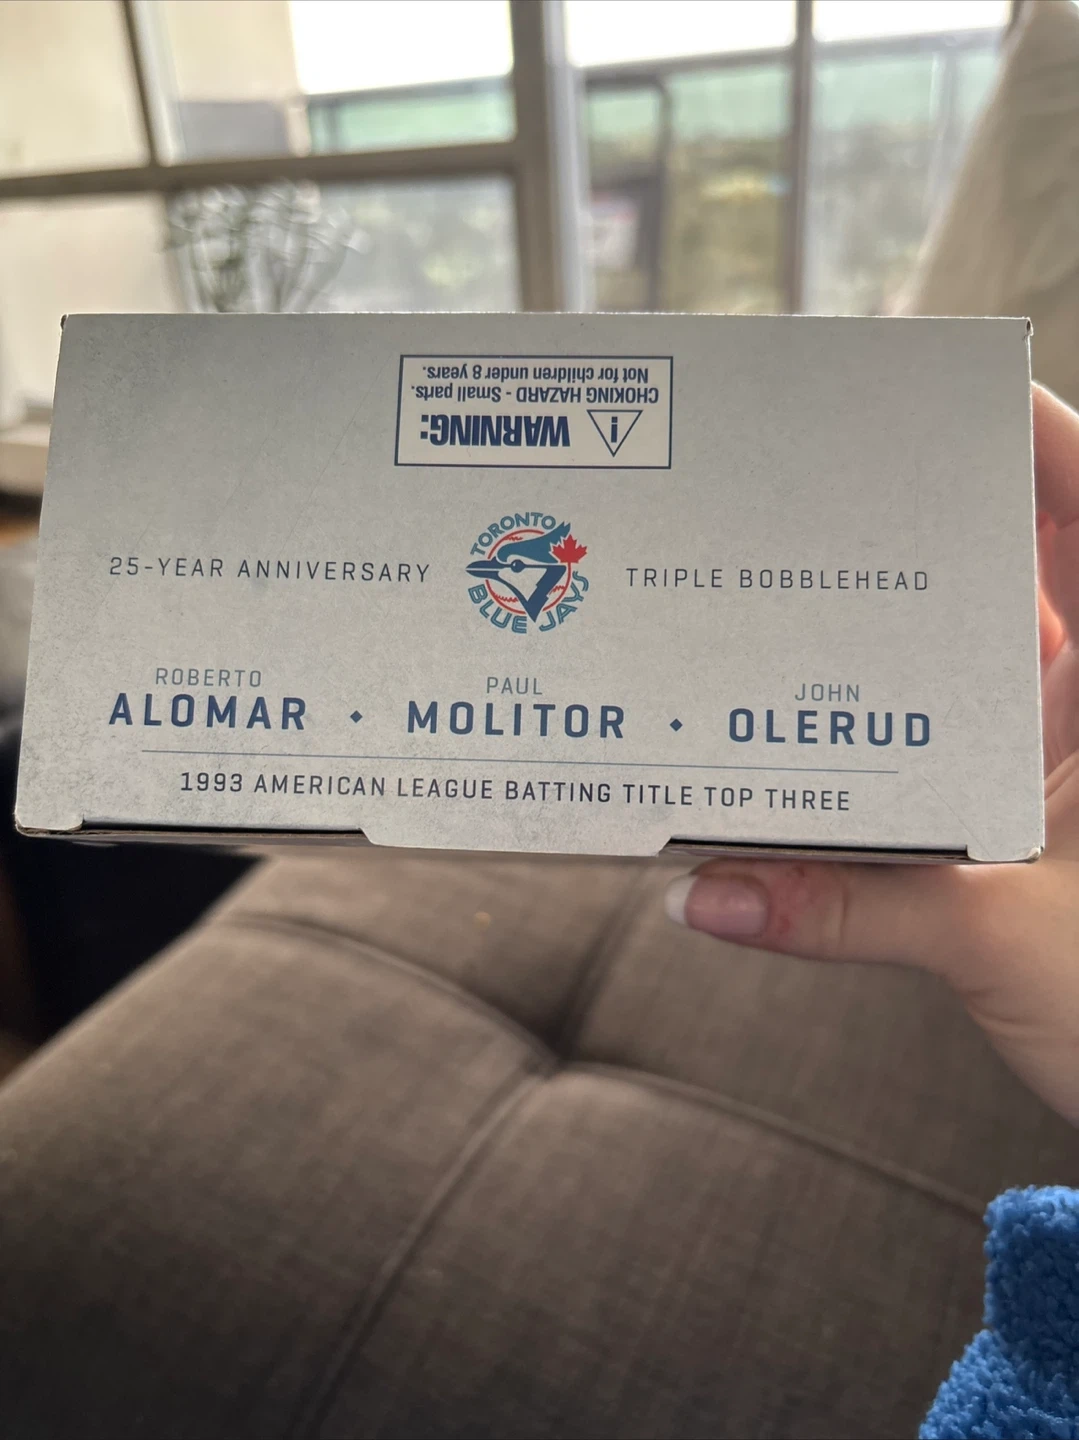 WARNING:
CHOKING HAZARD - Small parts.
Not for children under 8 years.
25-YEAR ANNIVERSARY
TORONTO
BLUE JAYS
TRIPLE BOBBLEHEAD
ROBERTO
ALOMAR
PAUL
MOLITOR
JOHN
OLERUD
1993 AMERICAN LEAGUE BATTING TITLE TOP THREE